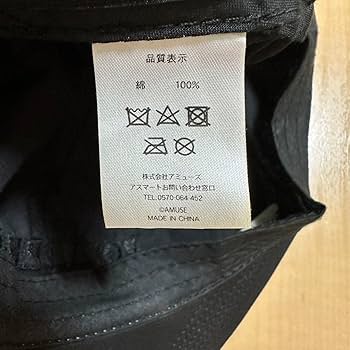 品質表示
綿 100%
株式会社アミューズ
アスマートお問い合わせ窓口
TEL.0570-064-452
©AMUSE
MADE IN CHINA